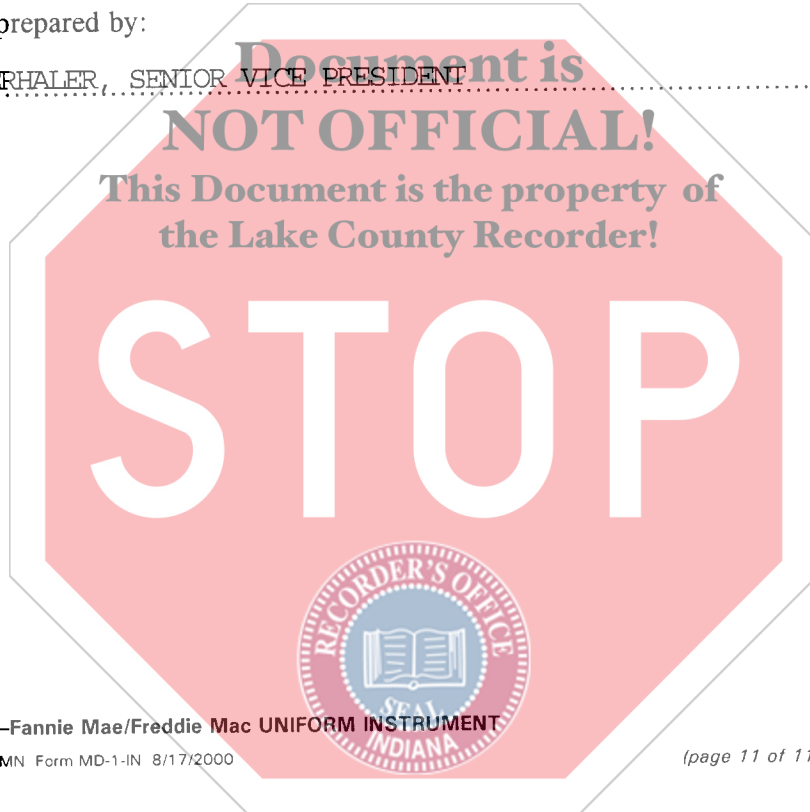 prepared by:
RHALER, SENIOR VICE PRESIDENT
Document is
NOT OFFICIAL!
This Document is the property of
the Lake County Recorder!
STOP
RECORDER'S OFFICE
SEAL
INDIANA
–Fannie Mae/Freddie Mac UNIFORM INSTRUMENT
MN Form MD-1-IN 8/17/2000
(page 11 of 11